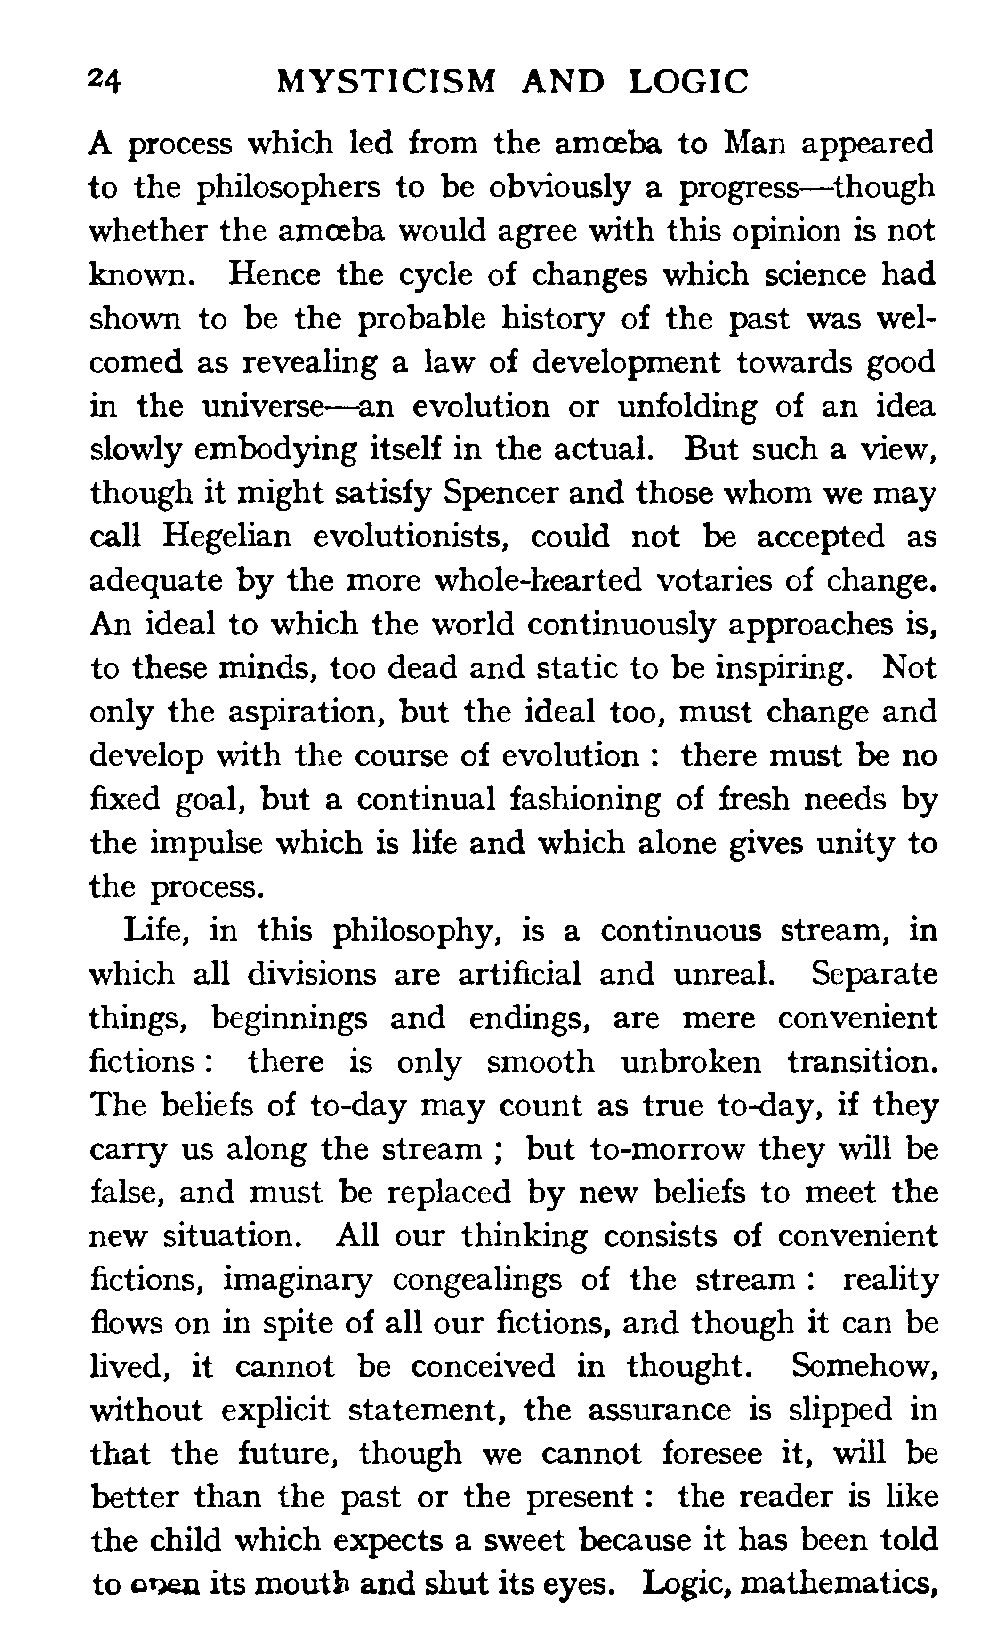 24 MYSTICISM AND LOGIC
A process which led from the amœba to Man appeared
to the philosophers to be obviously a progress—though
whether the amœba would agree with this opinion is not
known. Hence the cycle of changes which science had
shown to be the probable history of the past was wel-
comed as revealing a law of development towards good
in the universe—an evolution or unfolding of an idea
slowly embodying itself in the actual. But such a view,
though it might satisfy Spencer and those whom we may
call Hegelian evolutionists, could not be accepted as
adequate by the more whole-hearted votaries of change.
An ideal to which the world continuously approaches is,
to these minds, too dead and static to be inspiring. Not
only the aspiration, but the ideal too, must change and
develop with the course of evolution : there must be no
fixed goal, but a continual fashioning of fresh needs by
the impulse which is life and which alone gives unity to
the process.
Life, in this philosophy, is a continuous stream, in
which all divisions are artificial and unreal. Separate
things, beginnings and endings, are mere convenient
fictions : there is only smooth unbroken transition.
The beliefs of to-day may count as true to-day, if they
carry us along the stream ; but to-morrow they will be
false, and must be replaced by new beliefs to meet the
new situation. All our thinking consists of convenient
fictions, imaginary congealings of the stream : reality
flows on in spite of all our fictions, and though it can be
lived, it cannot be conceived in thought. Somehow,
without explicit statement, the assurance is slipped in
that the future, though we cannot foresee it, will be
better than the past or the present : the reader is like
the child which expects a sweet because it has been told
to open its mouth and shut its eyes. Logic, mathematics,